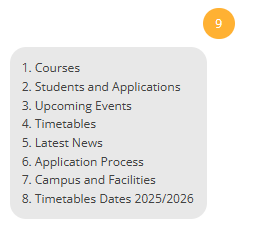 9
1. Courses
2. Students and Applications
3. Upcoming Events
4. Timetables
5. Latest News
6. Application Process
7. Campus and Facilities
8. Timetables Dates 2025/2026